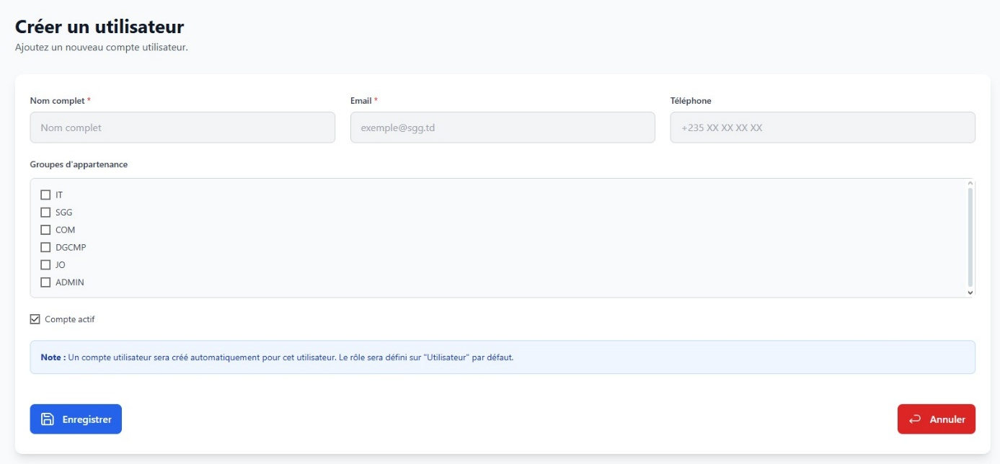 Créer un utilisateur
Ajoutez un nouveau compte utilisateur.
Nom complet *
Email *
Téléphone
Nom complet
exemple@sgg.td
+235 XX XX XX XX
Groupes d'appartenance
IT
SGG
COM
DGCMP
JO
ADMIN
Compte actif
Note : Un compte utilisateur sera créé automatiquement pour cet utilisateur. Le rôle sera défini sur "Utilisateur" par défaut.
Enregistrer
Annuler